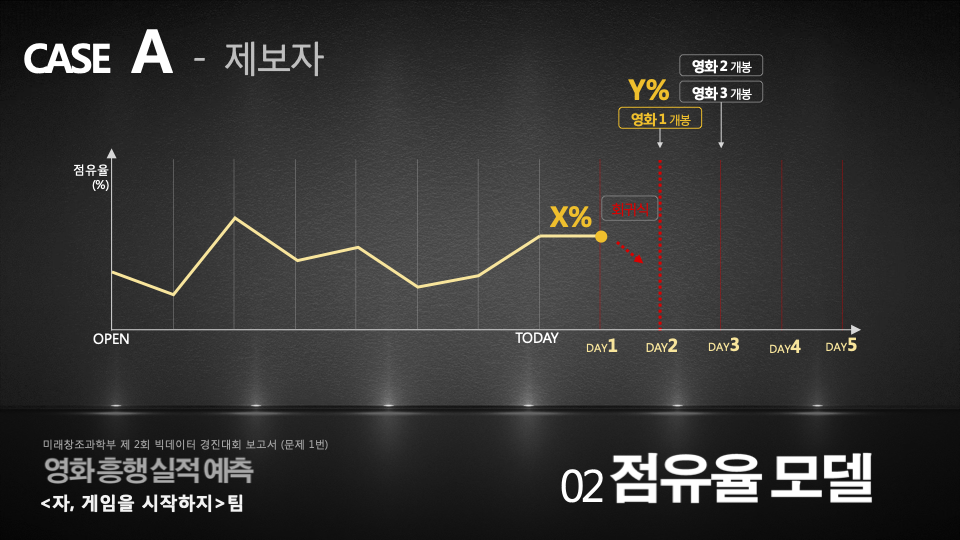 CASE A - 제보자
영화 2 개봉
Y%
영화 3 개봉
영화 1 개봉
점유율
(%)
X%
회귀식
OPEN
TODAY
DAY1
DAY2
DAY3
DAY4
DAY5
미래창조과학부 제 2회 빅데이터 경진대회 보고서 (문제 1번)
영화 흥행 실적 예측
<자, 게임을 시작하지>팀
02 점유율 모델